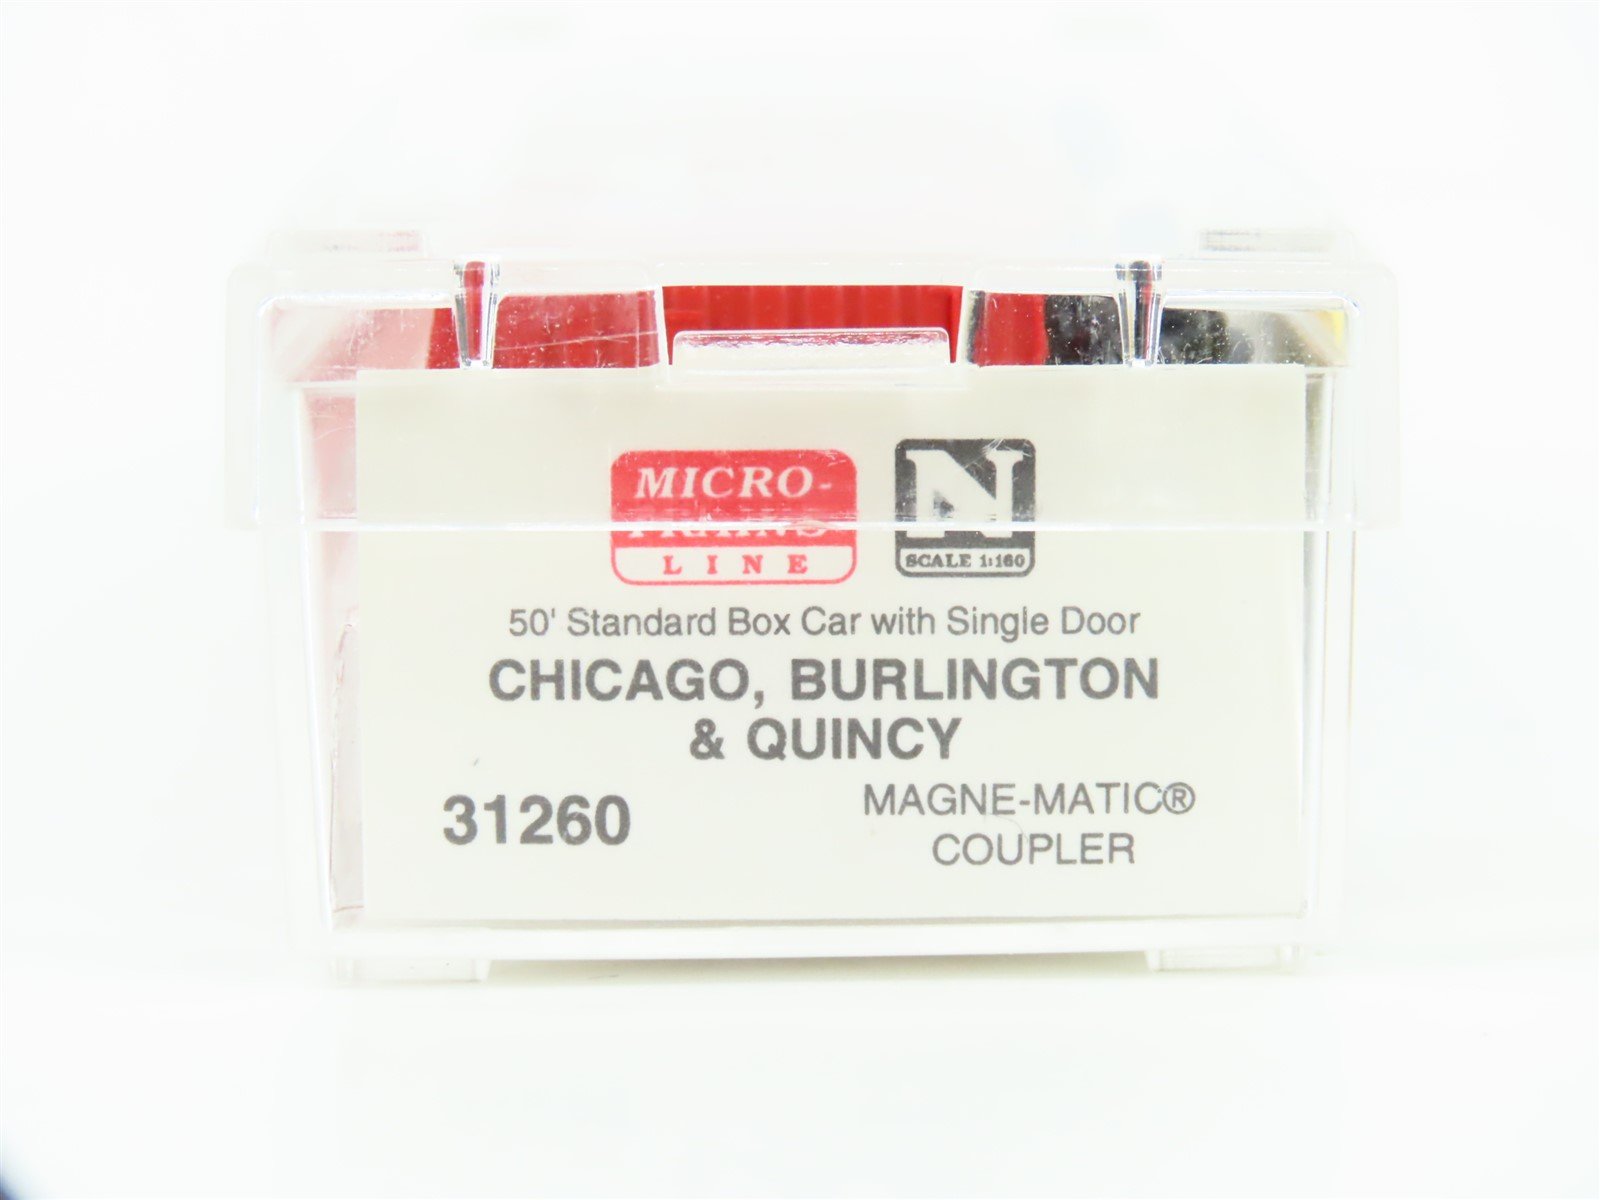 MICRO-
TRAINS
LINE
N
SCALE 1:160
50' Standard Box Car with Single Door
CHICAGO, BURLINGTON
& QUINCY
31260
MAGNE-MATIC®
COUPLER